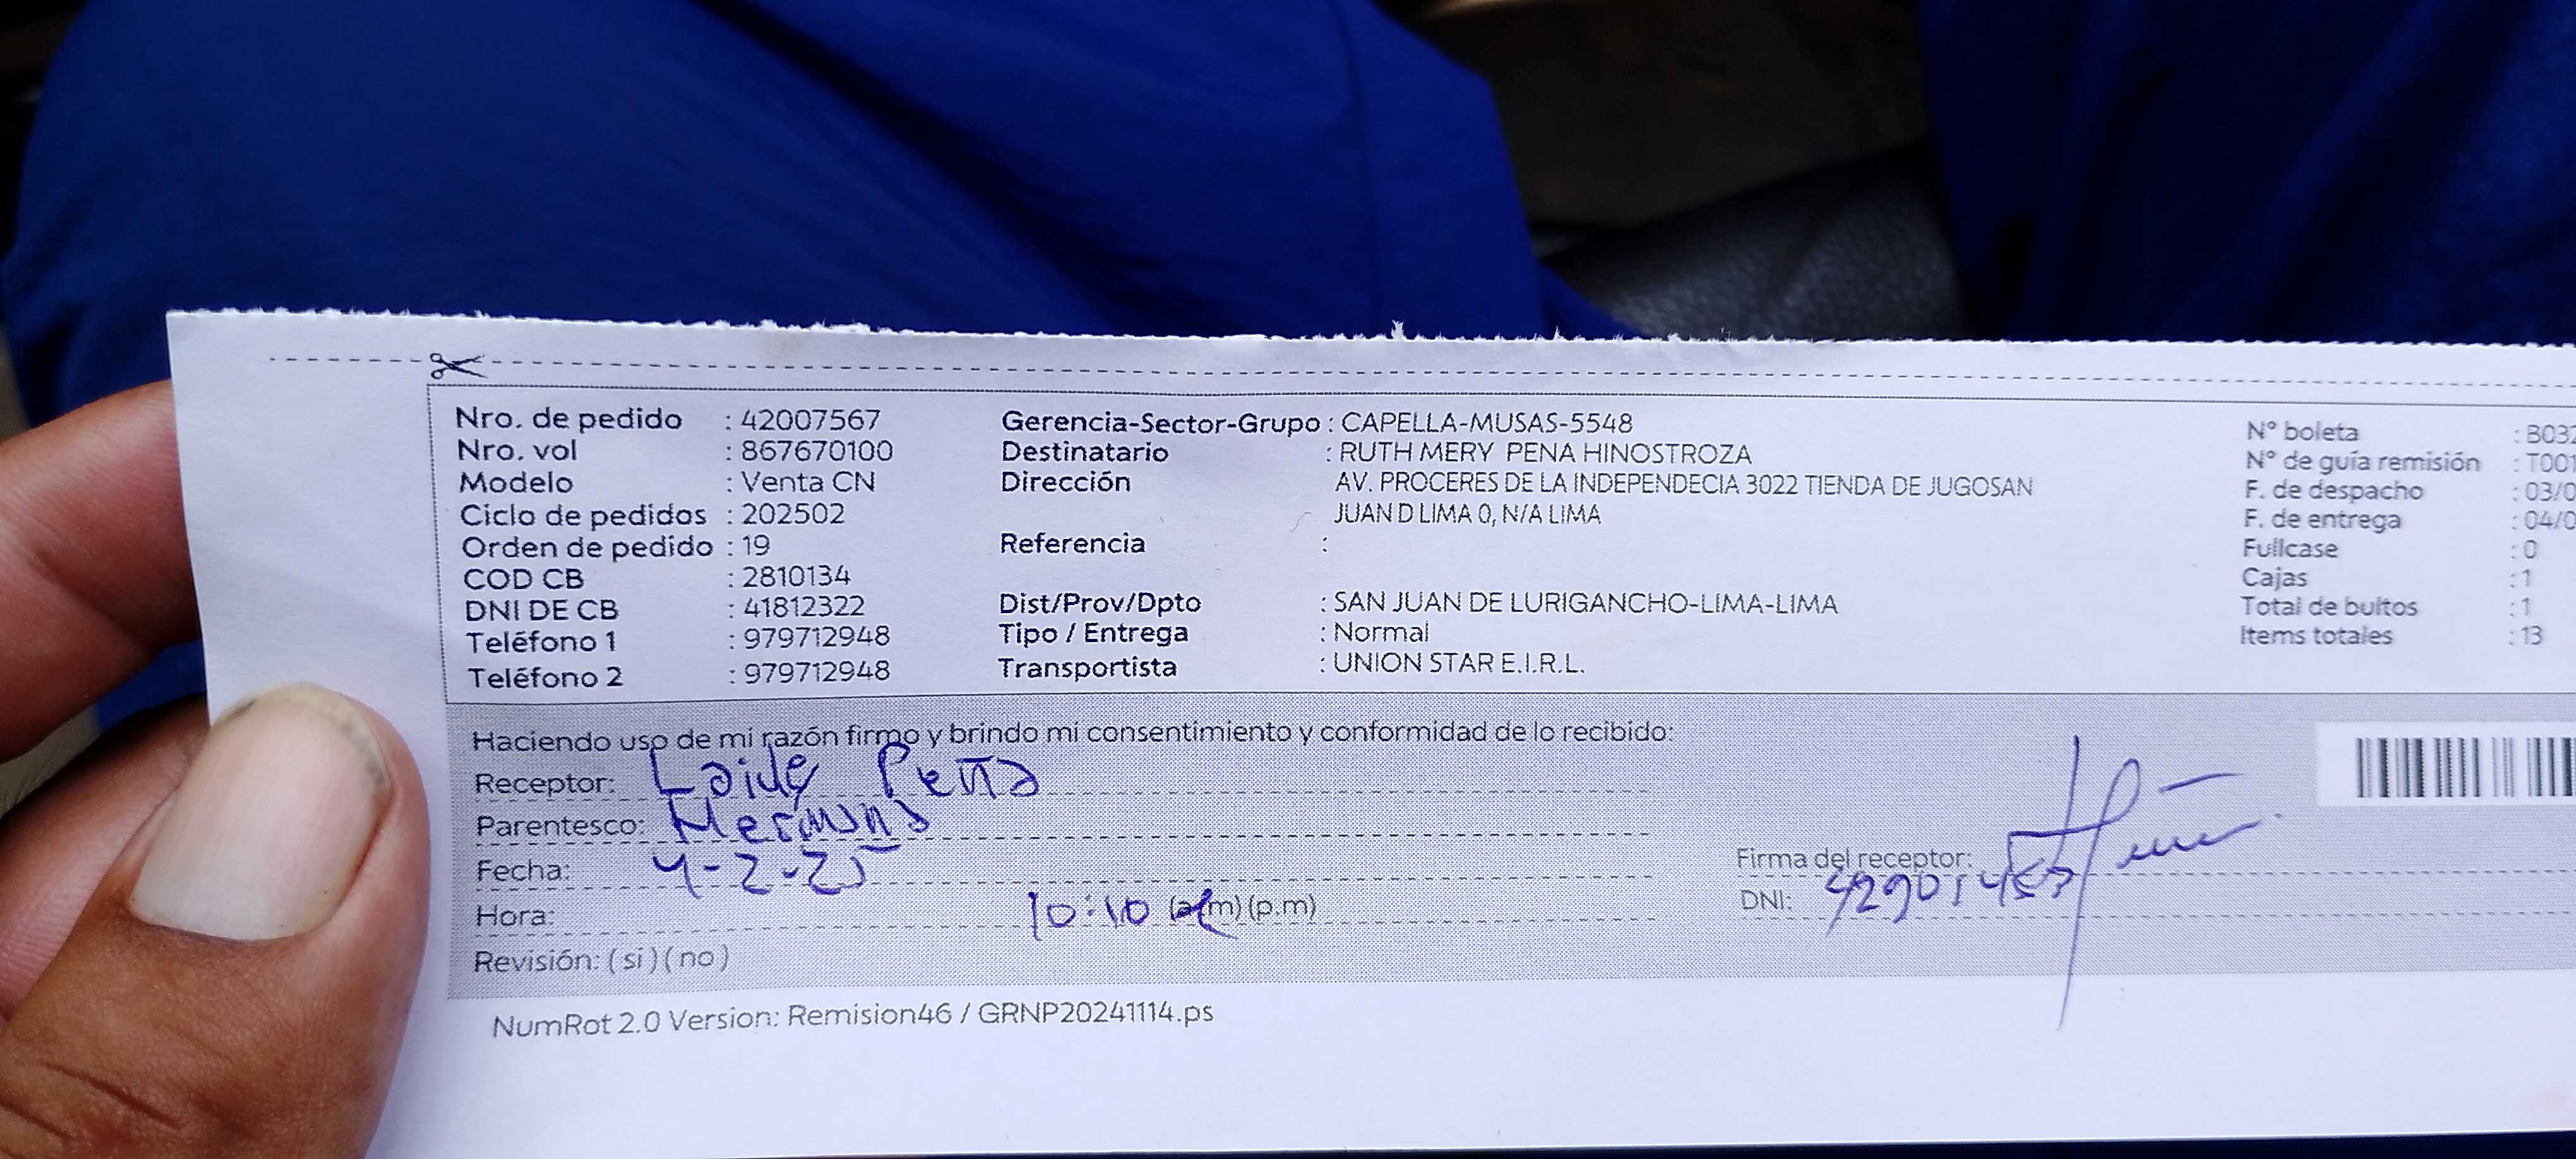 Nro. de pedido : 42007567 Gerencia-Sector-Grupo : CAPELLA-MUSAS-5548 N° boleta : B032
Nro. vol : 867670100 Destinatario : RUTH MERY PENA HINOSTROZA N° de guía remisión : T001
Modelo : Venta CN Dirección AV. PROCERES DE LA INDEPENDECIA 3022 TIENDA DE JUGOSAN F. de despacho : 03/0
Ciclo de pedidos : 202502 JUAN D LIMA 0, N/A LIMA F. de entrega : 04/0
Orden de pedido : 19 Referencia : Fullcase : 0
COD CB : 2810134 Cajas : 1
DNI DE CB : 41812322 Dist/Prov/Dpto : SAN JUAN DE LURIGANCHO-LIMA-LIMA Total de bultos : 1
Teléfono 1 : 979712948 Tipo / Entrega : Normal Items totales : 13
Teléfono 2 : 979712948 Transportista : UNION STAR E.I.R.L.
Haciendo uso de mi razón firmo y brindo mi consentimiento y conformidad de lo recibido:
Receptor: Peña
Parentesco: Hermana
Fecha: 4-2-25
Firma del receptor:
Hora: 10:10 (a.m) (p.m)
DNI:
Revisión: ( si ) ( no )
NumRot 2.0 Version: Remision46 / GRNP20241114.ps